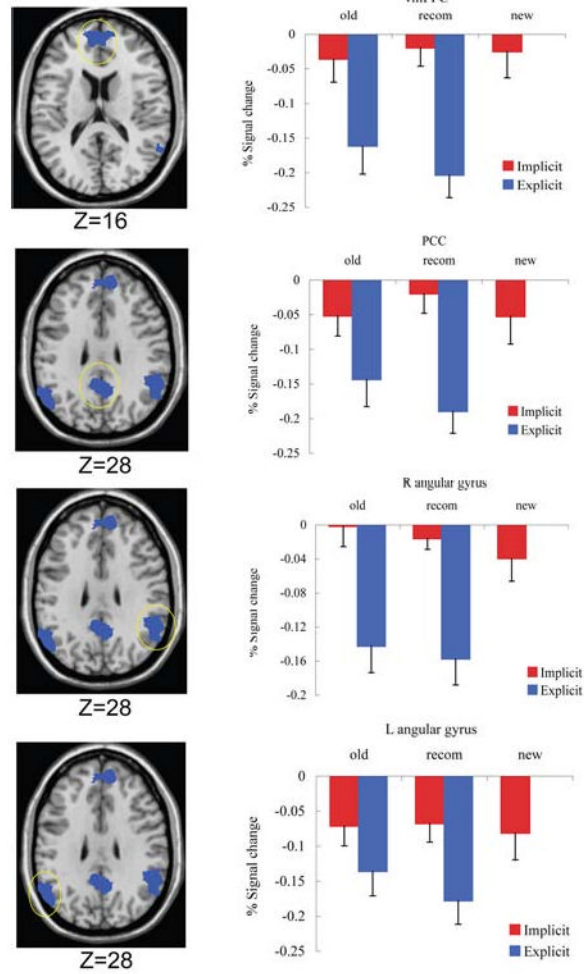 old recom new
0
-0.05
-0.1
-0.15
-0.2
-0.25
% Signal change
Implicit
Explicit
Z=16
PCC
old recom new
0
-0.05
-0.1
-0.15
-0.2
-0.25
% Signal change
Implicit
Explicit
Z=28
R angular gyrus
old recom new
0
-0.04
-0.08
-0.12
-0.16
-0.2
% Signal change
Implicit
Explicit
Z=28
L angular gyrus
old recom new
0
-0.05
-0.1
-0.15
-0.2
-0.25
% Signal change
Implicit
Explicit
Z=28